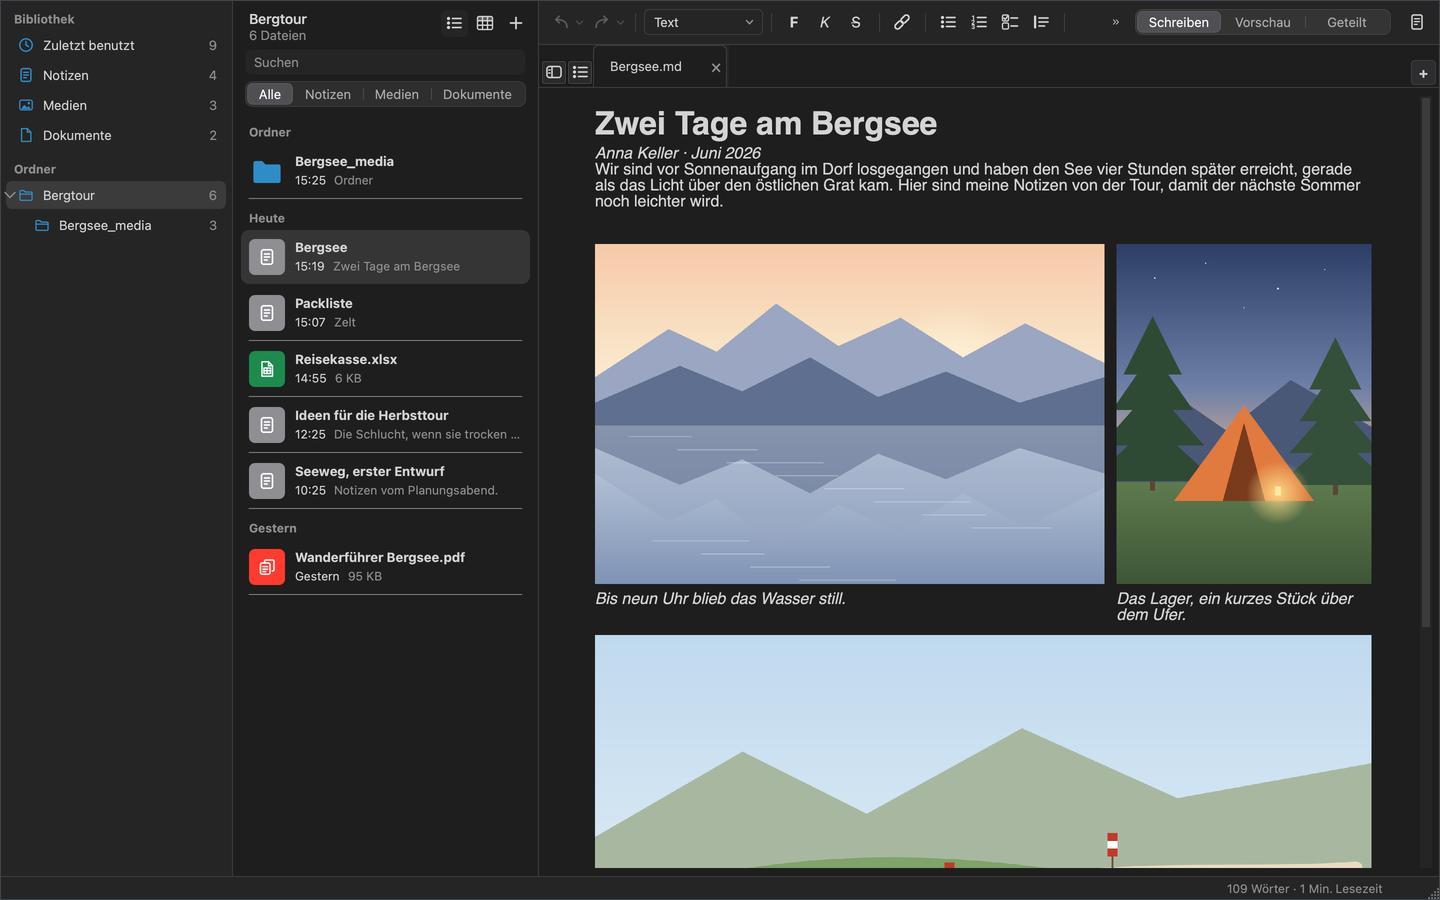 Bibliothek
Zuletzt benutzt 9
Notizen 4
Medien 3
Dokumente 2
Ordner
Bergtour 6
Bergsee_media 3
Bergtour
6 Dateien
Suchen
Alle Notizen Medien Dokumente
Ordner
Bergsee_media
15:25 Ordner
Heute
Bergsee
15:19 Zwei Tage am Bergsee
Packliste
15:07 Zelt
Reisekasse.xlsx
14:55 6 KB
Ideen für die Herbsttour
12:25 Die Schlucht, wenn sie trocken ...
Seeweg, erster Entwurf
10:25 Notizen vom Planungsabend.
Gestern
Wanderführer Bergsee.pdf
Gestern 95 KB
Text F K S » Schreiben Vorschau Geteilt
Bergsee.md
Zwei Tage am Bergsee
Anna Keller · Juni 2026
Wir sind vor Sonnenaufgang im Dorf losgegangen und haben den See vier Stunden später erreicht, gerade
als das Licht über den östlichen Grat kam. Hier sind meine Notizen von der Tour, damit der nächste Sommer
noch leichter wird.
Bis neun Uhr blieb das Wasser still.
Das Lager, ein kurzes Stück über
dem Ufer.
109 Wörter · 1 Min. Lesezeit